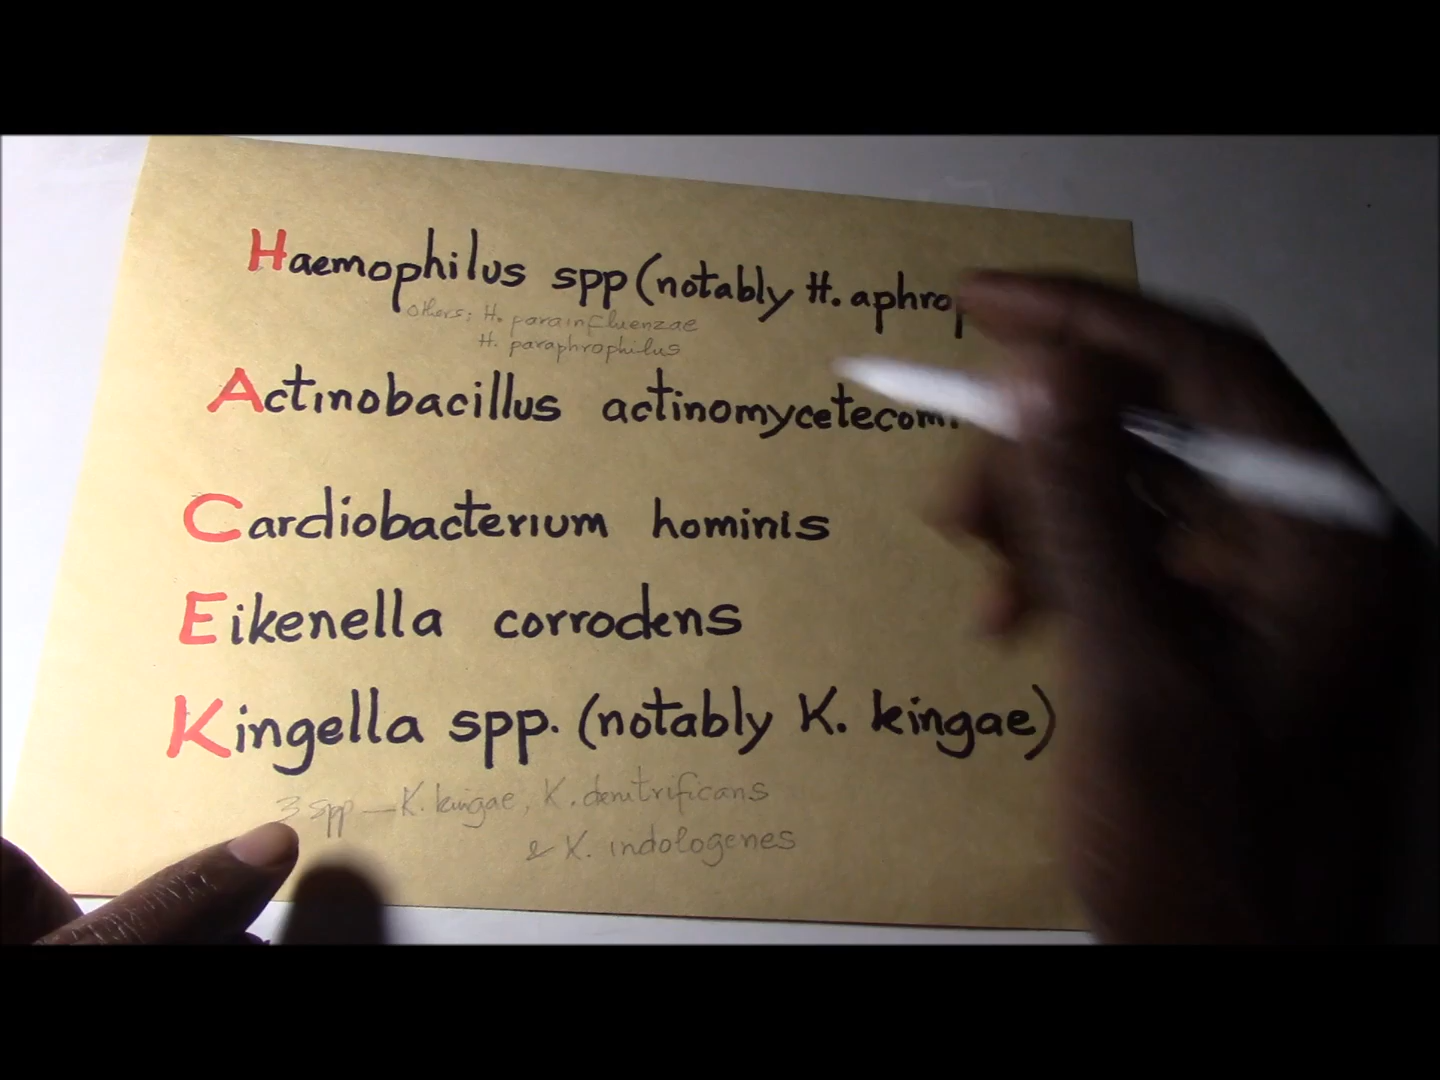 Haemophilus spp (notably H. aphrop
others: H. parainfluenzae
H. paraphrophilus
Actinobacillus actinomycetecom
Cardiobacterium hominis
Eikenella corrodens
Kingella spp. (notably K. kingae)
3 spp — K. kingae, K. denitrificans
& K. indologenes